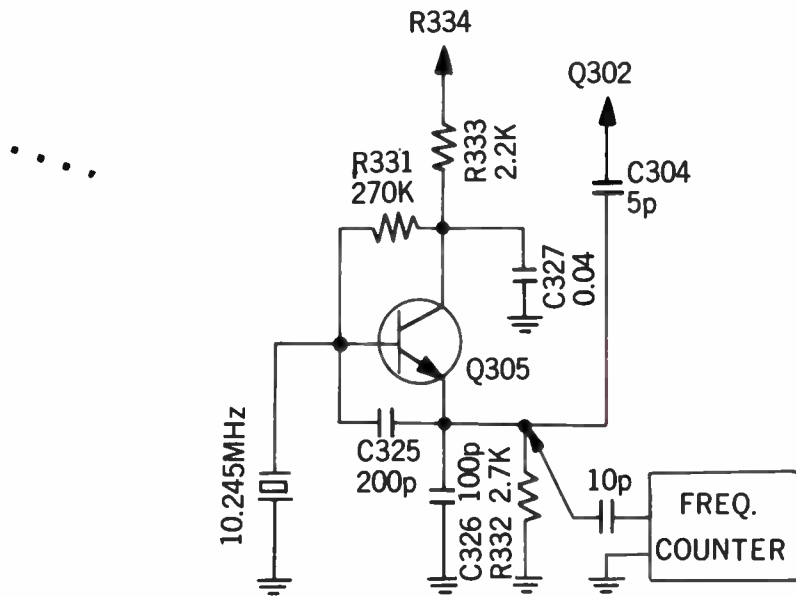 R334
Q302
R333
2.2K
C304
5p
R331
270K
C327
0.04
Q305
10.245MHz
C325
200p
C326 100p
R332 2.7K
10p
FREQ.
COUNTER